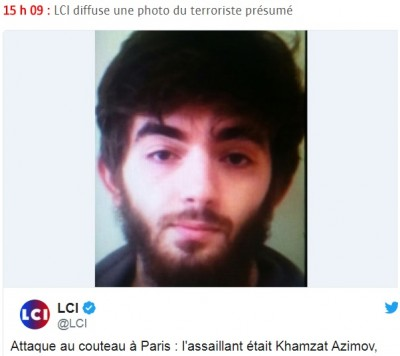 15 h 09 : LCI diffuse une photo du terroriste présumé
LCI
LCI
@LCI
Attaque au couteau à Paris : l'assaillant était Khamzat Azimov,